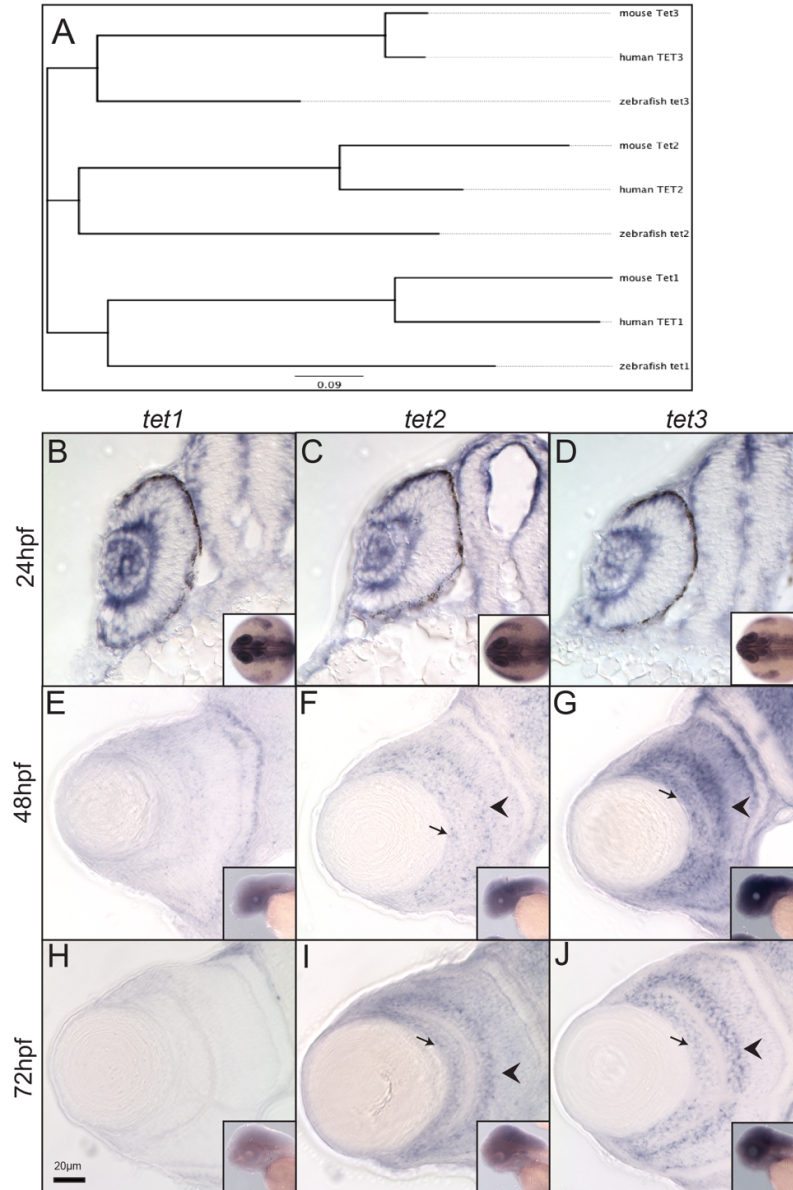 A
mouse Tet3
human TET3
zebrafish tet3
mouse Tet2
human TET2
zebrafish tet2
mouse Tet1
human TET1
zebrafish tet1
0.09
tet1 tet2 tet3
24hpf
B C D
48hpf
E F G
72hpf
H I J
20µm